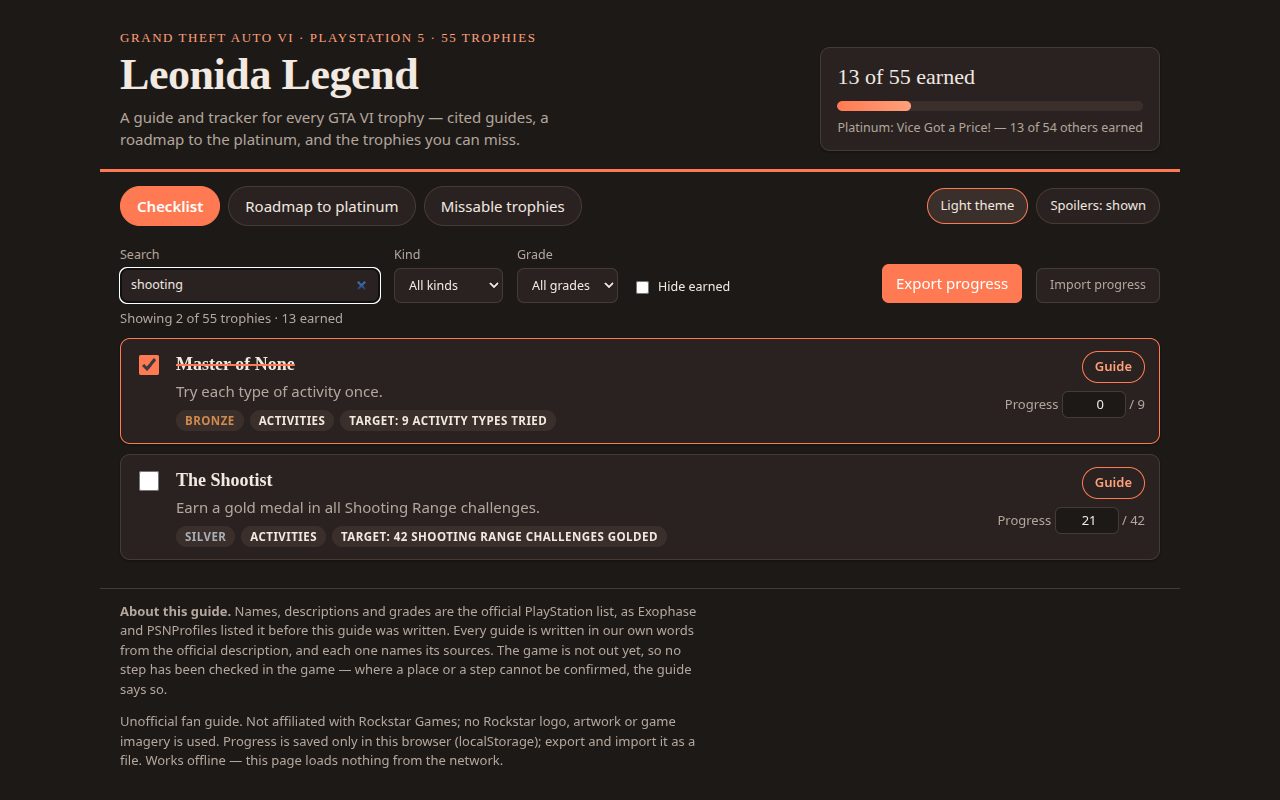 GRAND THEFT AUTO VI · PLAYSTATION 5 · 55 TROPHIES
Leonida Legend
A guide and tracker for every GTA VI trophy — cited guides, a
roadmap to the platinum, and the trophies you can miss.
13 of 55 earned
Platinum: Vice Got a Price! — 13 of 54 others earned
Checklist
Roadmap to platinum
Missable trophies
Light theme
Spoilers: shown
Search
Kind
Grade
shooting
All kinds
All grades
Hide earned
Export progress
Import progress
Showing 2 of 55 trophies · 13 earned
Master of None
Guide
Try each type of activity once.
Progress 0 / 9
BRONZE ACTIVITIES TARGET: 9 ACTIVITY TYPES TRIED
The Shootist
Guide
Earn a gold medal in all Shooting Range challenges.
Progress 21 / 42
SILVER ACTIVITIES TARGET: 42 SHOOTING RANGE CHALLENGES GOLDED
About this guide. Names, descriptions and grades are the official PlayStation list, as Exophase
and PSNProfiles listed it before this guide was written. Every guide is written in our own words
from the official description, and each one names its sources. The game is not out yet, so no
step has been checked in the game — where a place or a step cannot be confirmed, the guide
says so.
Unofficial fan guide. Not affiliated with Rockstar Games; no Rockstar logo, artwork or game
imagery is used. Progress is saved only in this browser (localStorage); export and import it as a
file. Works offline — this page loads nothing from the network.